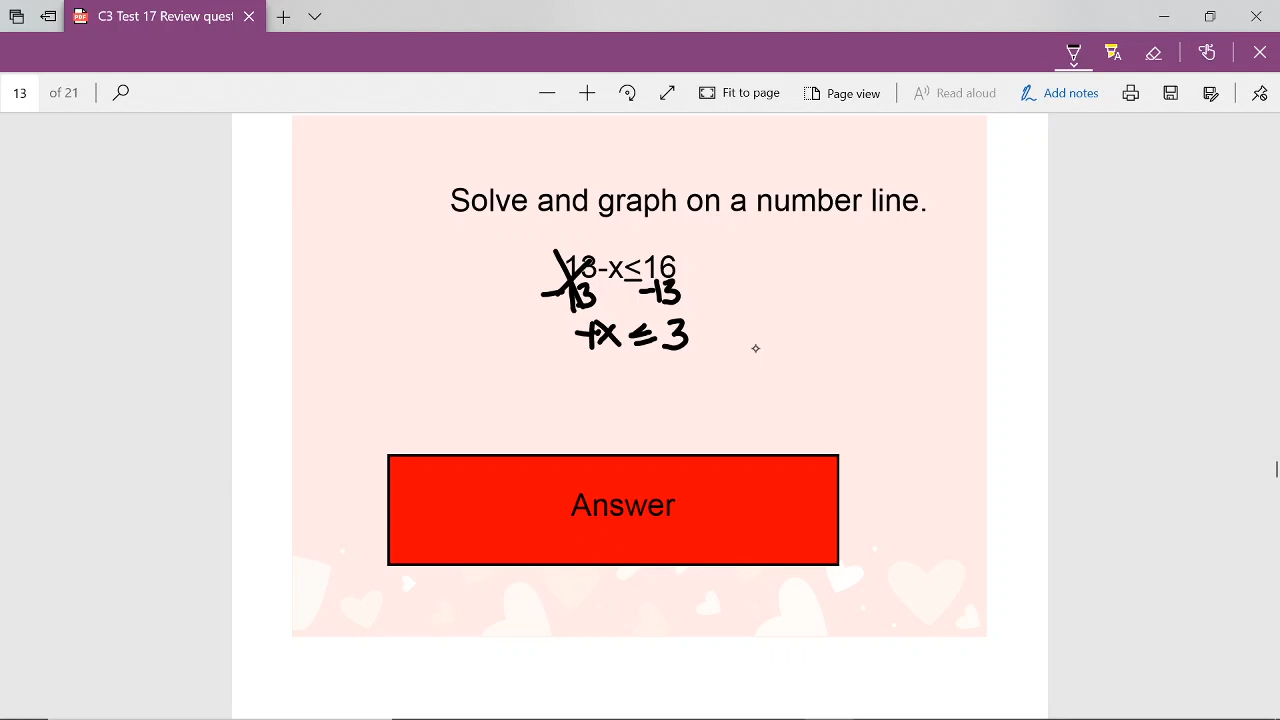 C3 Test 17 Review quest
13 of 21 Fit to page Page view Read aloud Add notes
Solve and graph on a number line.
13-x≤16
-13 -13
-1x ≤ 3
Answer